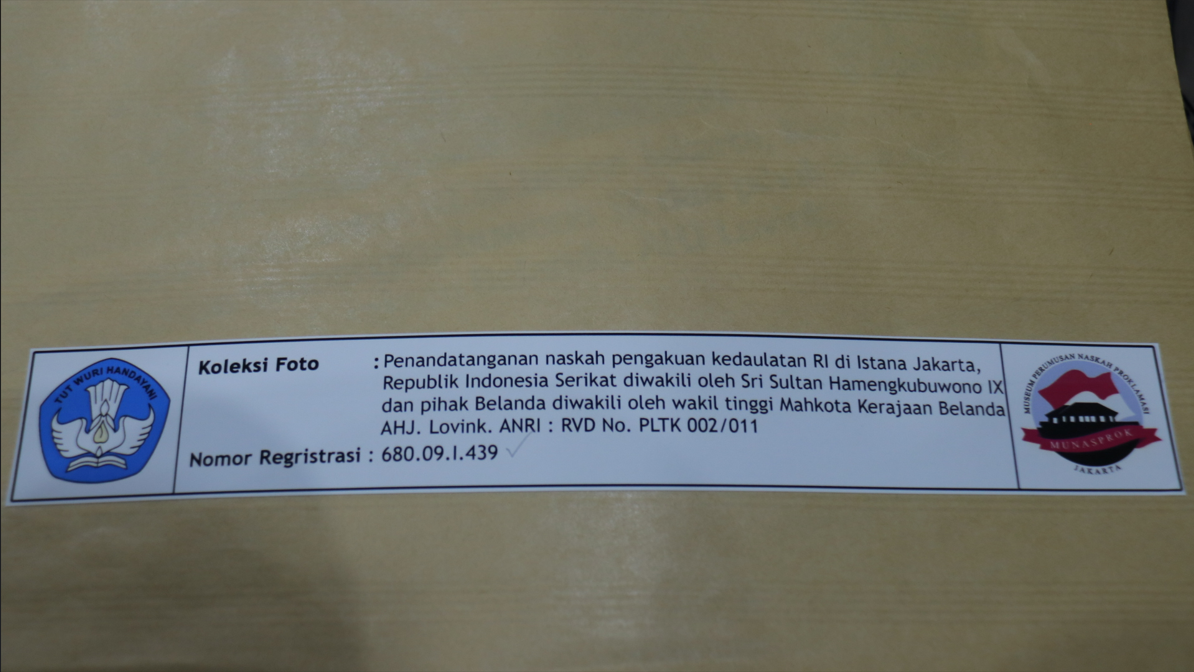 TUT WURI HANDAYANI
Koleksi Foto : Penandatanganan naskah pengakuan kedaulatan RI di Istana Jakarta,
Republik Indonesia Serikat diwakili oleh Sri Sultan Hamengkubuwono IX
dan pihak Belanda diwakili oleh wakil tinggi Mahkota Kerajaan Belanda
AHJ. Lovink. ANRI : RVD No. PLTK 002/011
Nomor Regristrasi : 680.09.I.439
MUSEUM PERUMUSAN NASKAH PROKLAMASI
MUNASPROK
JAKARTA